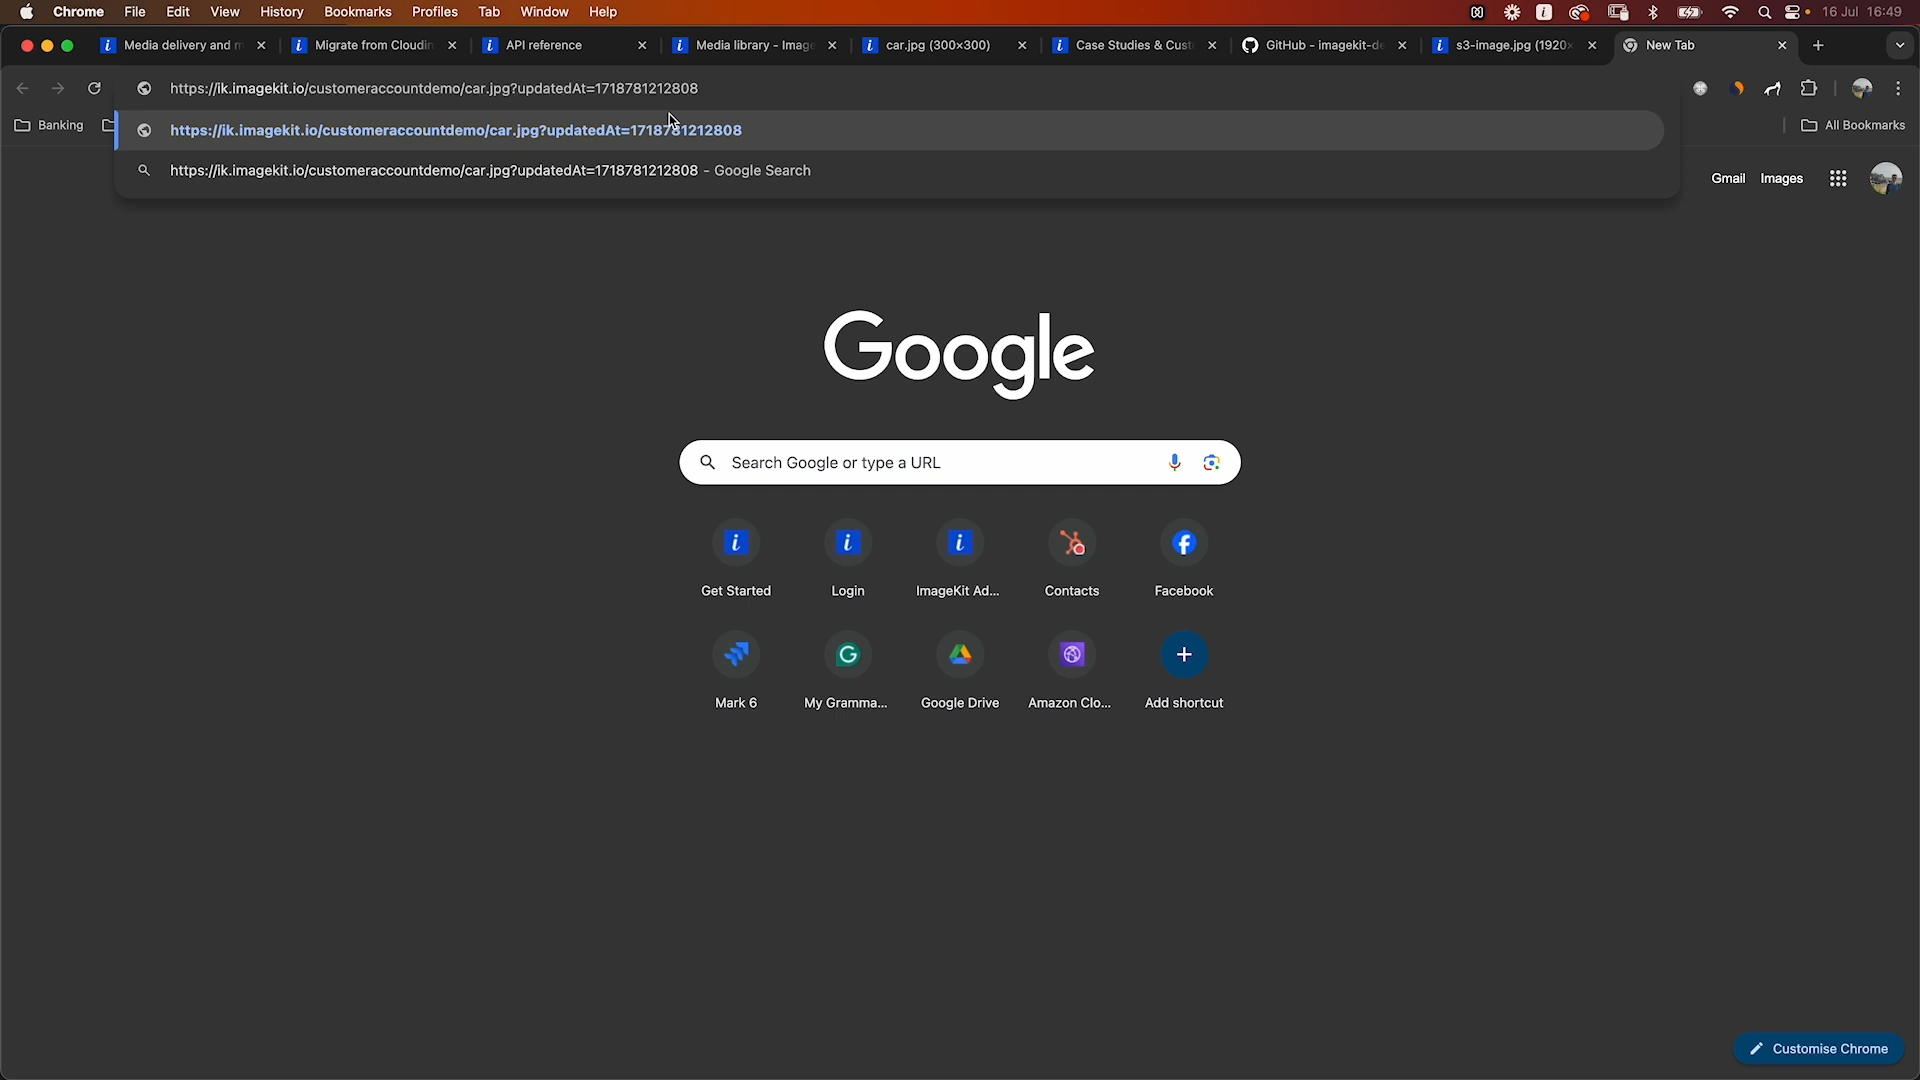 Chrome File Edit View History Bookmarks Profiles Tab Window Help 16 Jul 16:49
Media delivery and m Migrate from Cloudin API reference Media library - Image car.jpg (300×300) Case Studies & Cust GitHub - imagekit-de s3-image.jpg (1920× New Tab
https://ik.imagekit.io/customeraccountdemo/car.jpg?updatedAt=1718781212808
Banking https://ik.imagekit.io/customeraccountdemo/car.jpg?updatedAt=1718781212808 All Bookmarks
https://ik.imagekit.io/customeraccountdemo/car.jpg?updatedAt=1718781212808 - Google Search
Gmail Images
Google
Search Google or type a URL
Get Started Login ImageKit Ad... Contacts Facebook
Mark 6 My Gramma... Google Drive Amazon Clo... Add shortcut
Customise Chrome